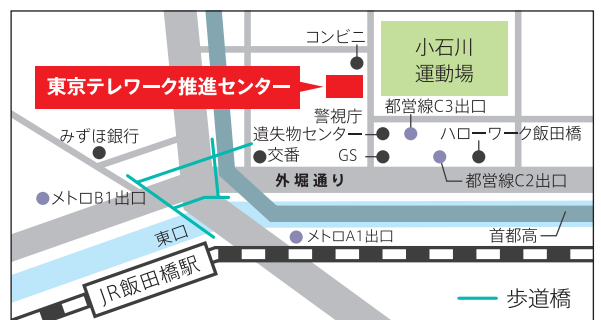 コンビニ
小石川
運動場
東京テレワーク推進センター
警視庁
遺失物センター
都営線C3出口
みずほ銀行
ハローワーク飯田橋
交番
GS
外堀通り
都営線C2出口
メトロB1出口
東口
メトロA1出口
首都高
JR飯田橋駅
歩道橋